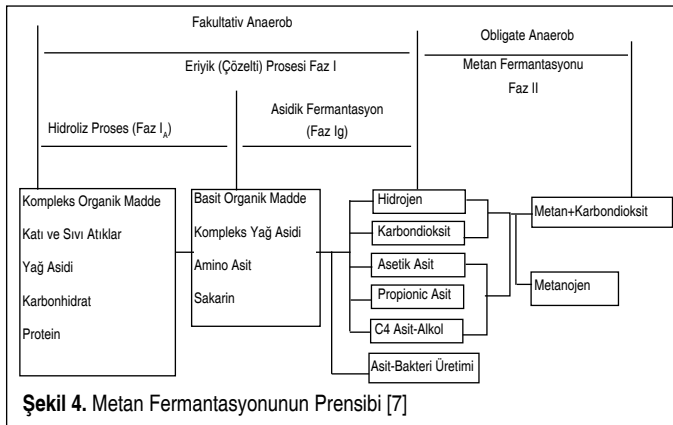 Fakultativ Anaerob
Obligate Anaerob
Eriyik (Çözelti) Prosesi Faz I
Metan Fermantasyonu
Faz II
Asidik Fermantasyon
(Faz Ig)
Hidroliz Proses (Faz IA)
Kompleks Organik Madde
Katı ve Sıvı Atıklar
Yağ Asidi
Karbonhidrat
Protein
Basit Organik Madde
Kompleks Yağ Asidi
Amino Asit
Sakarin
Hidrojen
Karbondioksit
Asetik Asit
Propionic Asit
C4 Asit-Alkol
Asit-Bakteri Üretimi
Metan+Karbondioksit
Metanojen
Şekil 4. Metan Fermantasyonunun Prensibi [7]